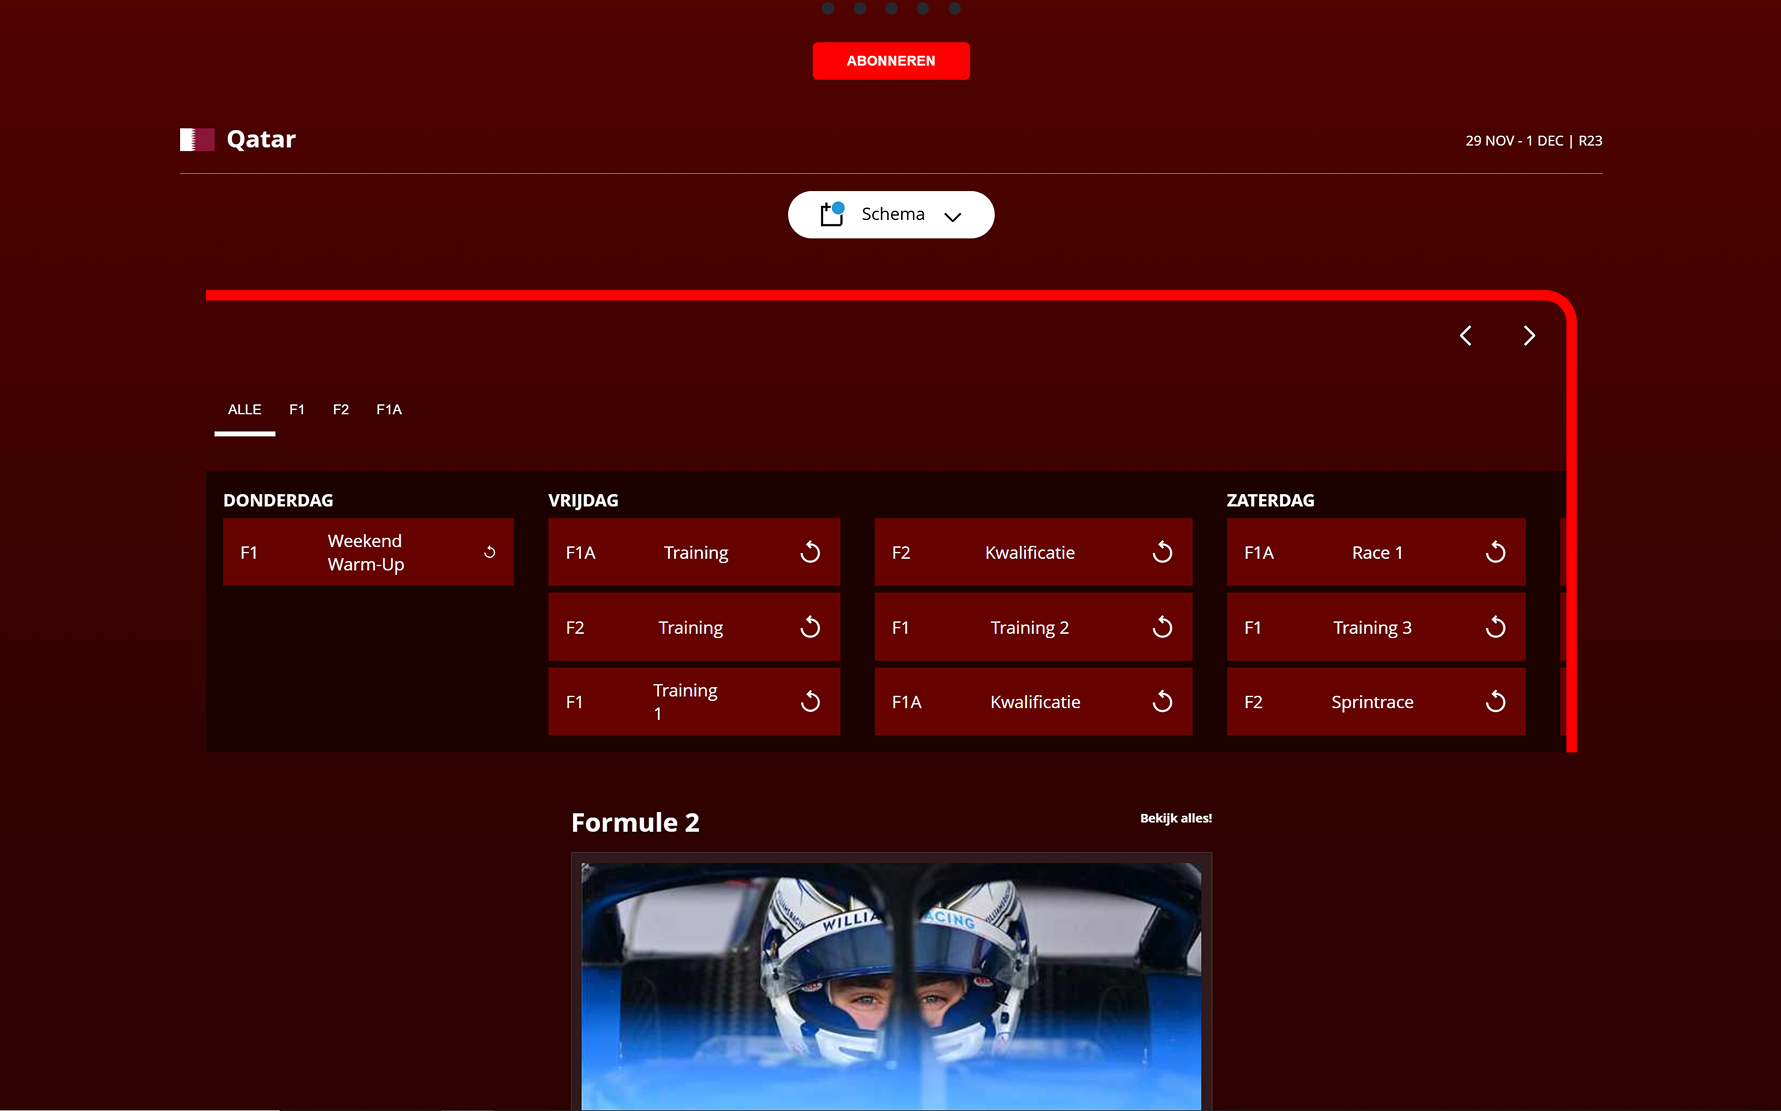 ABONNEREN
Qatar
29 NOV - 1 DEC | R23
Schema
ALLE F1 F2 F1A
DONDERDAG
F1 Weekend
Warm-Up
VRIJDAG
F1A Training
F2 Training
F1 Training
1
F2 Kwalificatie
F1 Training 2
F1A Kwalificatie
ZATERDAG
F1A Race 1
F1 Training 3
F2 Sprintrace
Formule 2
Bekijk alles!